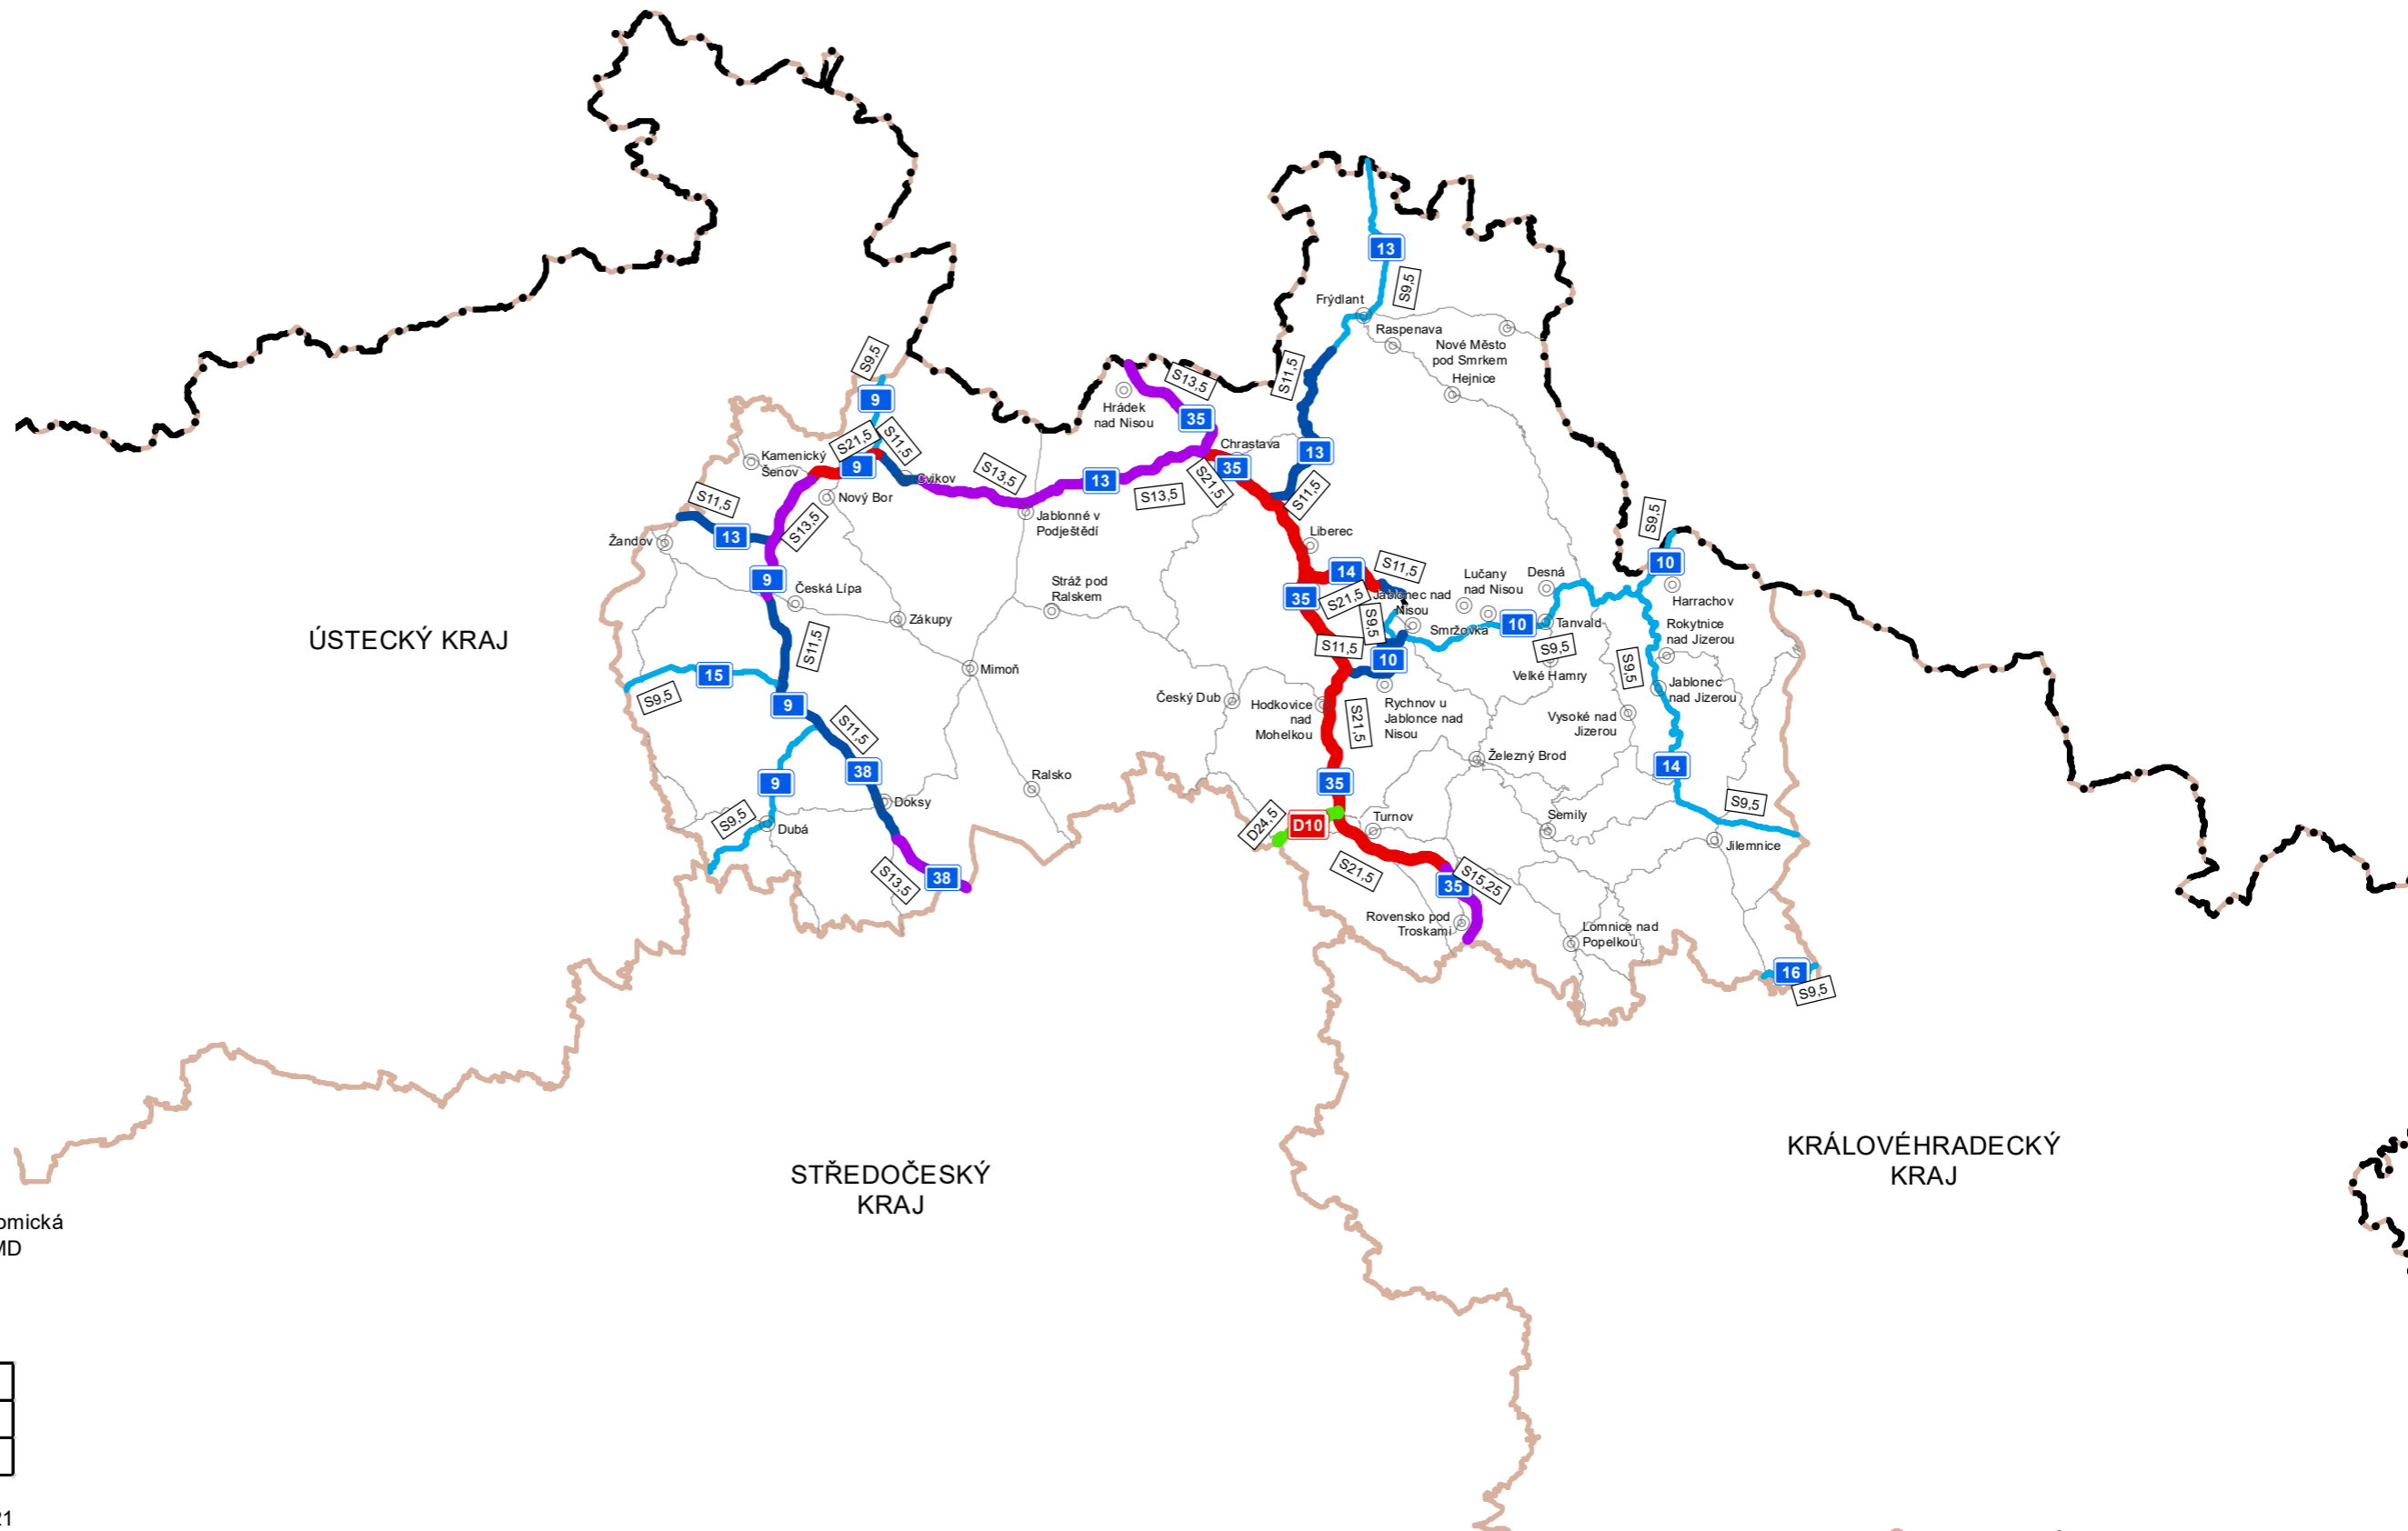 13
S9,5
Frýdlant
Raspenava
Nové Město
pod Smrkem
Hejnice
S9,5
9
S11,5
S21,5
9
Kamenický
Šenov
Nový Bor
Cvikov
S13,5
S13,5
35
Hrádek
nad Nisou
S11,5
13
Chrastava
35
S21,5
S11,5
13
S13,5
S13,5
Jablonné v
Podještědí
S11,5
13
Žandov
9
Česká Lípa
S11,5
Zákupy
Stráž pod
Ralskem
Mimoň
Liberec
14
S11,5
35
S21,5
Jablonec nad
Nisou
S9,5
S11,5
10
Lučany
nad Nisou
Desná
Smržovka
10
Tanvald
S9,5
Velké Hamry
S9,5
10
Harrachov
Rokytnice
nad Jizerou
S9,5
Jablonec
nad Jizerou
Vysoké nad
Jizerou
14
S9,5
Jilemnice
ÚSTECKÝ KRAJ
15
S9,5
9
S11,5
38
9
S9,5
Dubá
Doksy
S13,5
38
Ralsko
Český Dub
Hodkovice
nad
Mohelkou
S21,5
Rychnov u
Jablonce nad
Nisou
Železný Brod
35
D24,5
D10
Turnov
S21,5
S15,25
35
Rovensko pod
Troskami
Semily
Lomnice nad
Popelkou
16
S9,5
STŘEDOČESKÝ
KRAJ
KRÁLOVÉHRADECKÝ
KRAJ
omická
MD
21